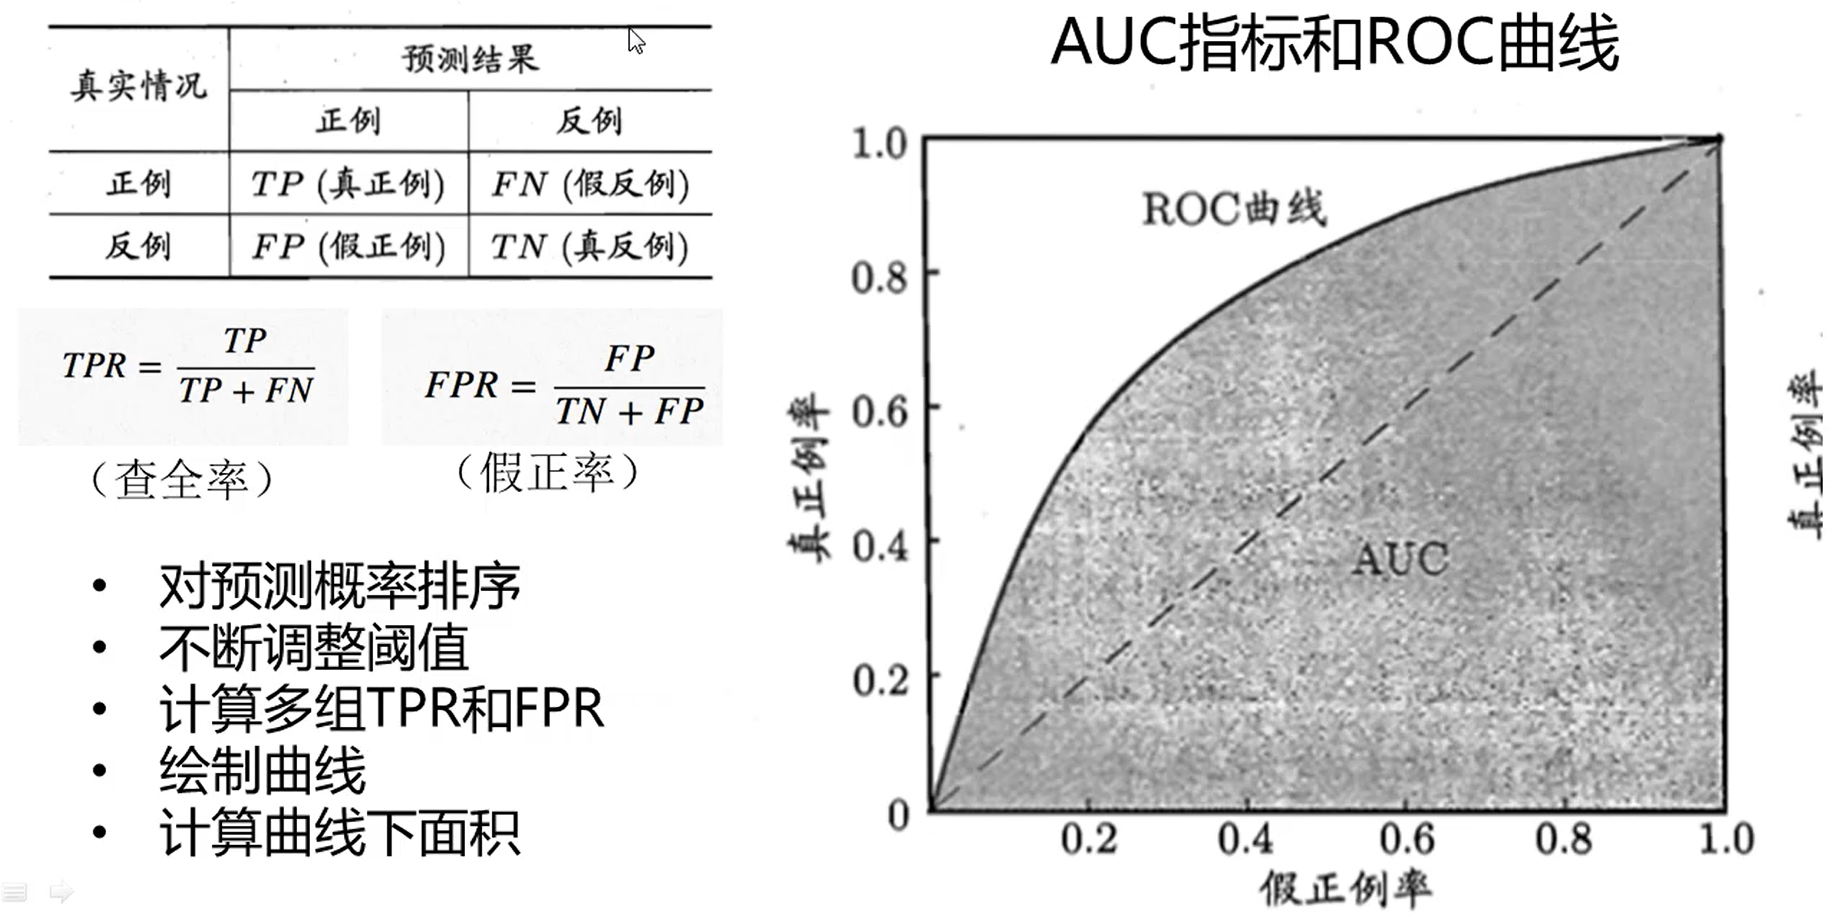 AUC指标和ROC曲线
真实情况
预测结果
正例
反例
正例
TP (真正例)
FN (假反例)
反例
FP (假正例)
TN (真反例)
TPR = TP / TP + FN
（查全率）
FPR = FP / TN + FP
（假正率）
• 对预测概率排序
• 不断调整阈值
• 计算多组TPR和FPR
• 绘制曲线
• 计算曲线下面积
1.0
0.8
0.6
0.4
0.2
0
真正例率
ROC曲线
AUC
0.2
0.4
0.6
0.8
1.0
假正例率
真正例率